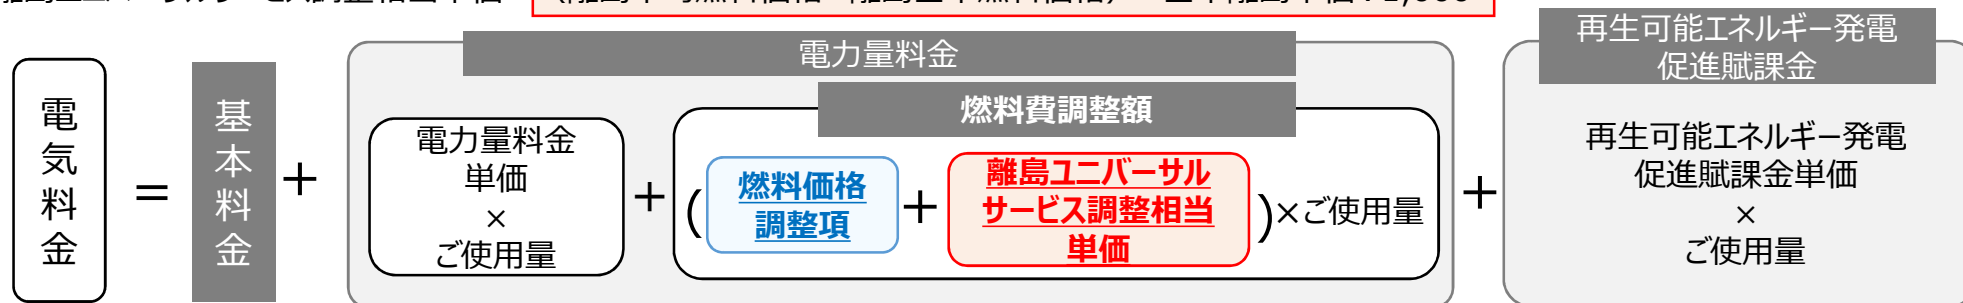 電力量料金
再生可能エネルギー発電
促進賦課金
燃料費調整額
電気料金
=
基本料金
+
電力量料金
単価
×
ご使用量
+
(
燃料価格
調整項
+
離島ユニバーサル
サービス調整相当
単価
)×ご使用量
+
再生可能エネルギー発電
促進賦課金単価
×
ご使用量